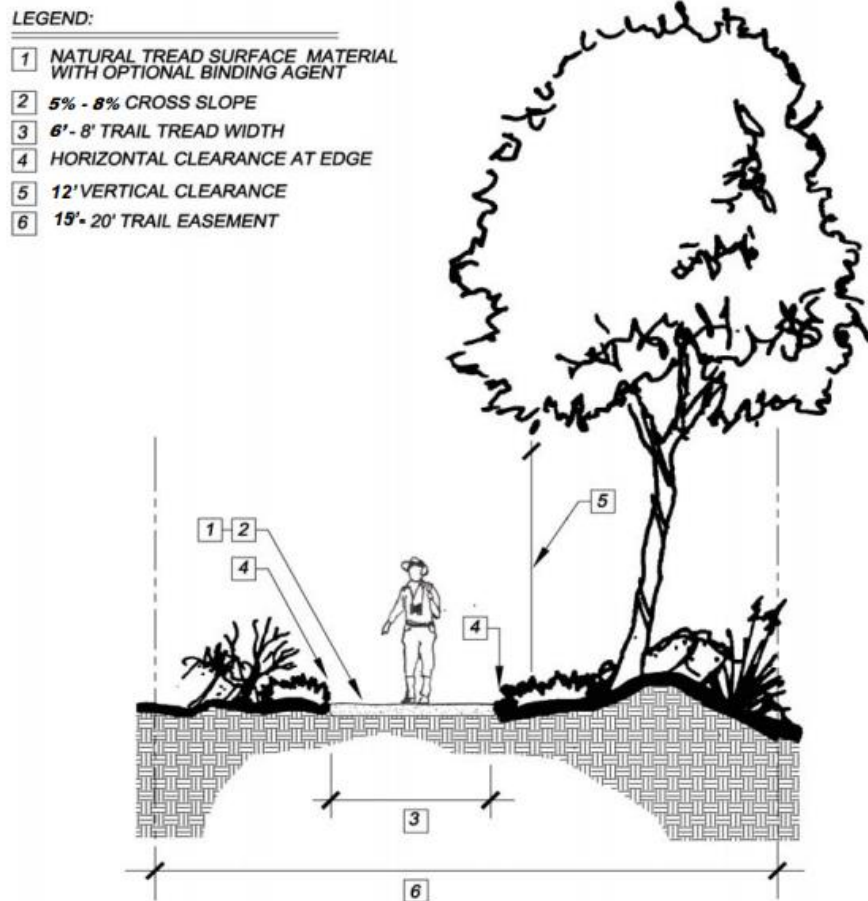 LEGEND:
1 NATURAL TREAD SURFACE MATERIAL
WITH OPTIONAL BINDING AGENT
2 5% - 8% CROSS SLOPE
3 6'- 8' TRAIL TREAD WIDTH
4 HORIZONTAL CLEARANCE AT EDGE
5 12' VERTICAL CLEARANCE
6 15'- 20' TRAIL EASEMENT
5
1 2
4
4
3
6